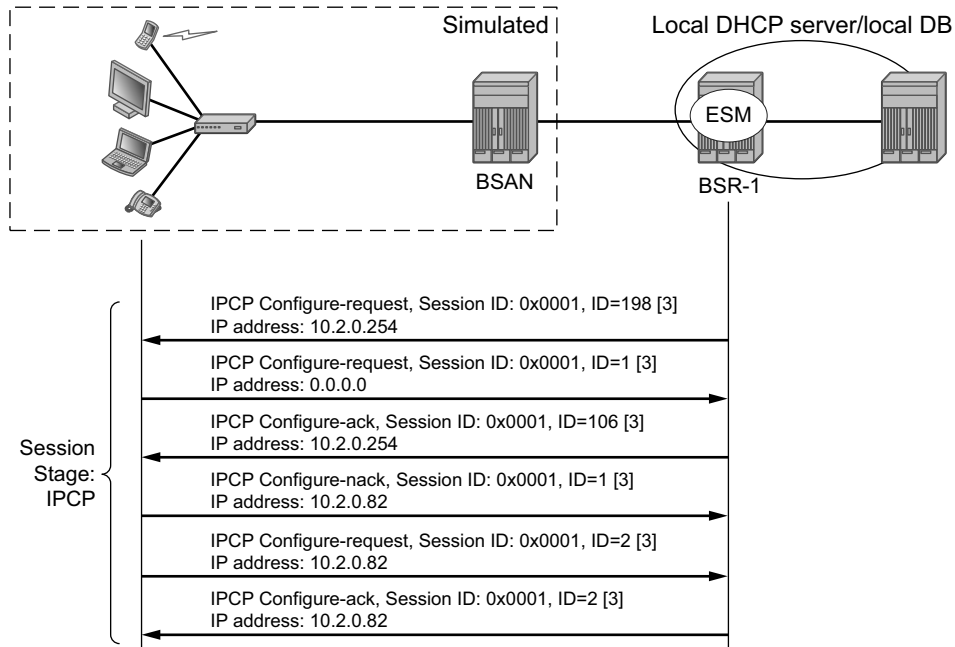 Simulated
Local DHCP server/local DB
ESM
BSAN
BSR-1
IPCP Configure-request, Session ID: 0x0001, ID=198 [3]
IP address: 10.2.0.254
IPCP Configure-request, Session ID: 0x0001, ID=1 [3]
IP address: 0.0.0.0
IPCP Configure-ack, Session ID: 0x0001, ID=106 [3]
IP address: 10.2.0.254
IPCP Configure-nack, Session ID: 0x0001, ID=1 [3]
IP address: 10.2.0.82
IPCP Configure-request, Session ID: 0x0001, ID=2 [3]
IP address: 10.2.0.82
IPCP Configure-ack, Session ID: 0x0001, ID=2 [3]
IP address: 10.2.0.82
Session
Stage:
IPCP